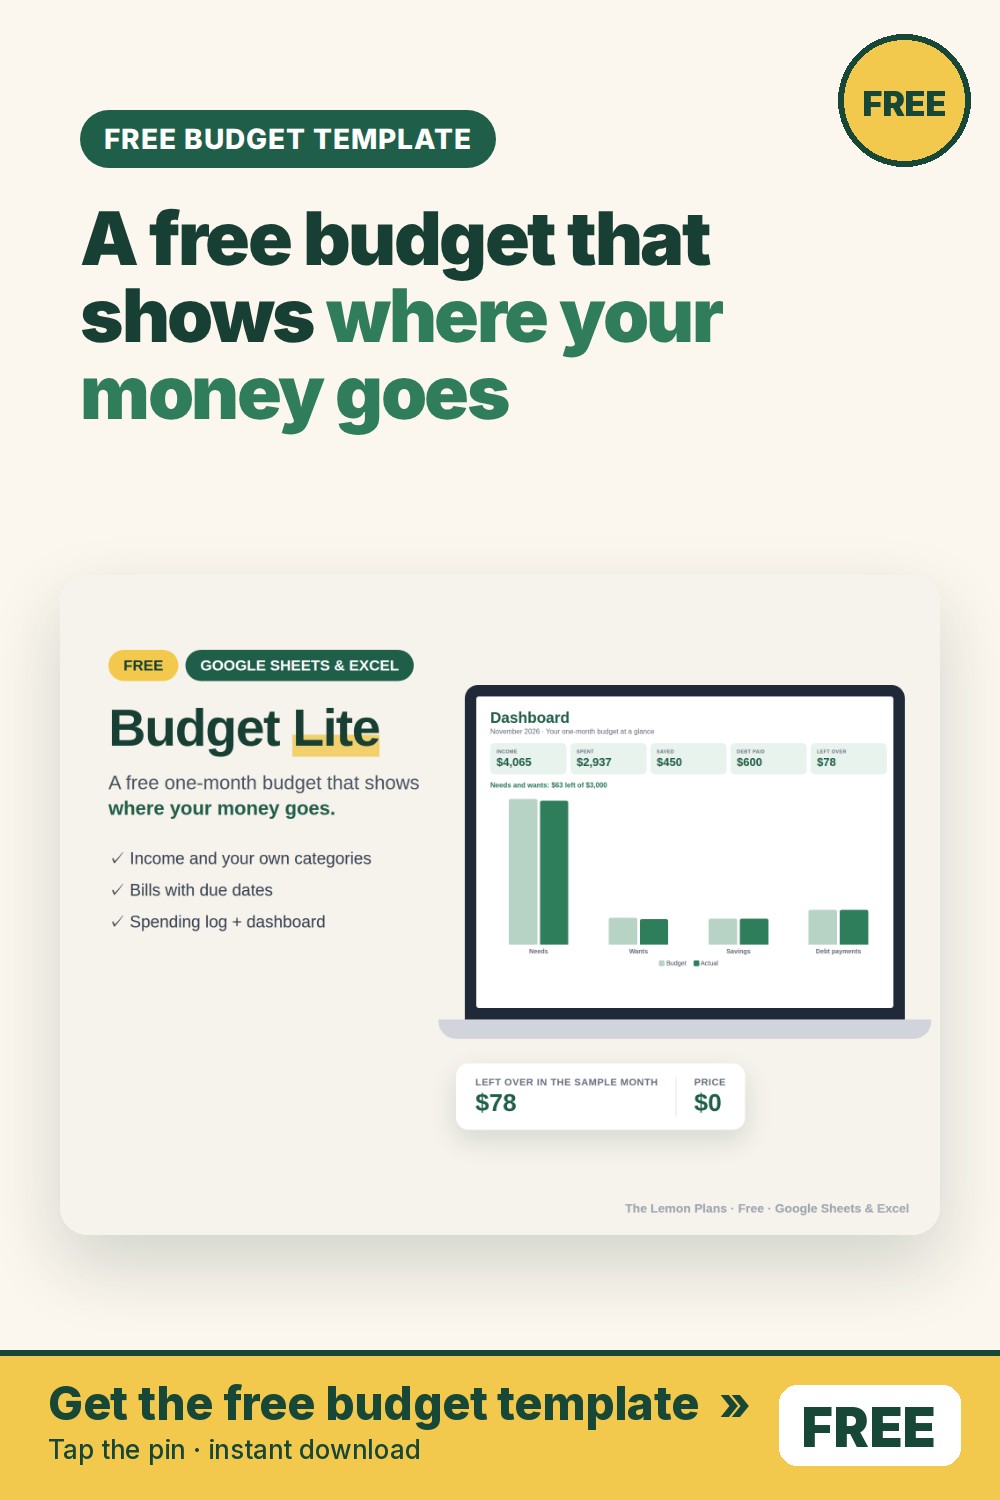 FREE
FREE BUDGET TEMPLATE
A free budget that
shows where your
money goes
FREE
GOOGLE SHEETS & EXCEL
Budget Lite
A free one-month budget that shows
where your money goes.
✓ Income and your own categories
✓ Bills with due dates
✓ Spending log + dashboard
Dashboard
November 2026 · Your one-month budget at a glance
INCOME
$4,065
SPENT
$2,937
SAVED
$450
DEBT PAID
$600
LEFT OVER
$78
Needs and wants: $63 left of $3,000
Needs
Wants
Savings
Debt payments
Budget
Actual
LEFT OVER IN THE SAMPLE MONTH
$78
PRICE
$0
The Lemon Plans · Free · Google Sheets & Excel
Get the free budget template »
Tap the pin · instant download
FREE